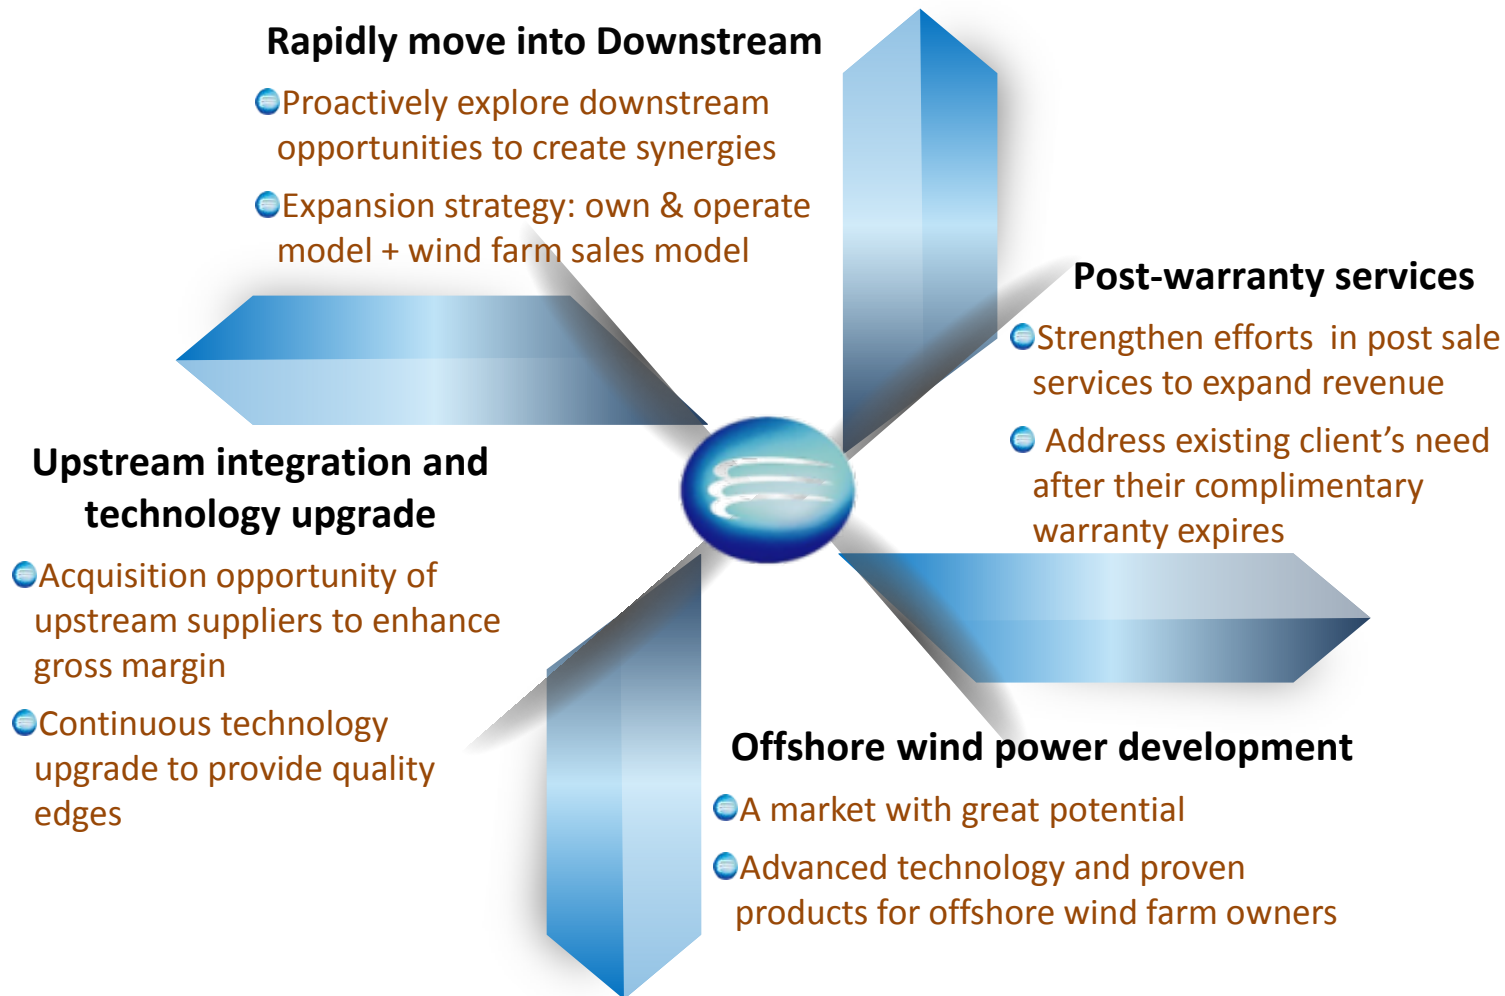 Rapidly move into Downstream
Proactively explore downstream
opportunities to create synergies
Expansion strategy: own & operate
model + wind farm sales model
Post-warranty services
Strengthen efforts  in post sale
services to expand revenue
Address existing client’s need
after their complimentary
warranty expires
Upstream integration and
technology upgrade
Acquisition opportunity of
upstream suppliers to enhance
gross margin
Continuous technology
upgrade to provide quality
edges
Offshore wind power development
A market with great potential
Advanced technology and proven
products for offshore wind farm owners